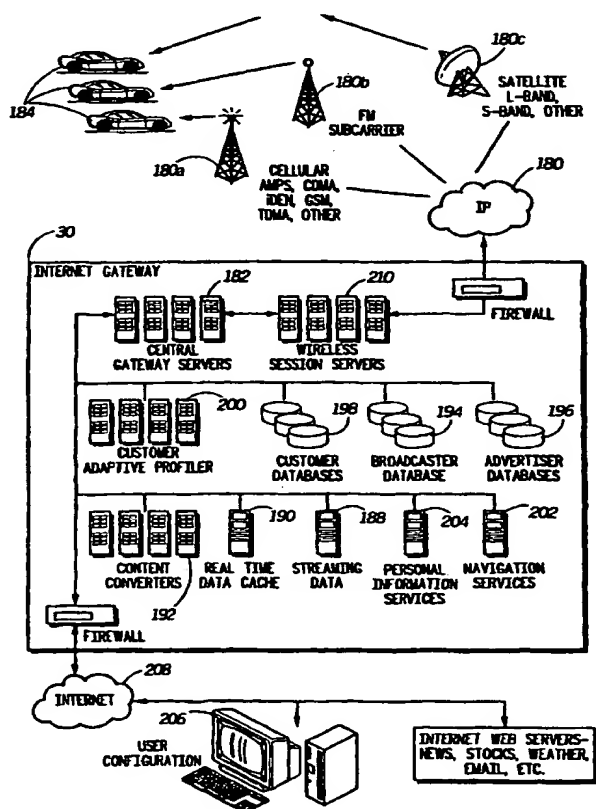 180c
SATELLITE
L-BAND,
S-BAND, OTHER
184
180b
FM
SUBCARRIER
180a
CELLULAR
AMPS, CDMA,
iDEN, GSM,
TDMA, OTHER
180
IP
30
INTERNET GATEWAY
182
210
FIREWALL
CENTRAL
GATEWAY SERVERS
WIRELESS
SESSION SERVERS
200
198
194
196
CUSTOMER
ADAPTIVE PROFILER
CUSTOMER
DATABASES
BROADCASTER
DATABASE
ADVERTISER
DATABASES
190
188
204
202
CONTENT
CONVERTERS
192
REAL TIME
DATA CACHE
STREAMING
DATA
PERSONAL
INFORMATION
SERVICES
NAVIGATION
SERVICES
FIREWALL
208
INTERNET
206
USER
CONFIGURATION
INTERNET WEB SERVERS-
NEWS, STOCKS, WEATHER,
EMAIL, ETC.